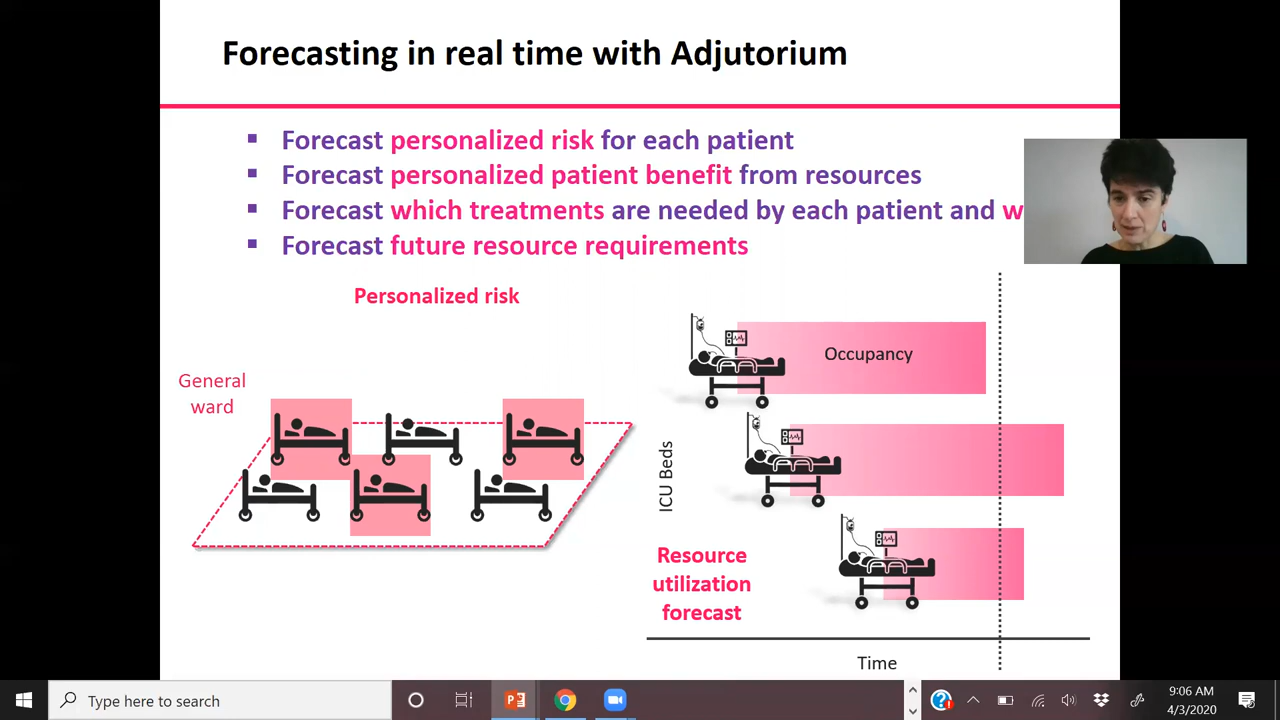 Forecasting in real time with Adjutorium
▪ Forecast personalized risk for each patient
▪ Forecast personalized patient benefit from resources
▪ Forecast which treatments are needed by each patient and w
▪ Forecast future resource requirements
Personalized risk
General
ward
Occupancy
ICU Beds
Resource
utilization
forecast
Time
Type here to search
9:06 AM
4/3/2020